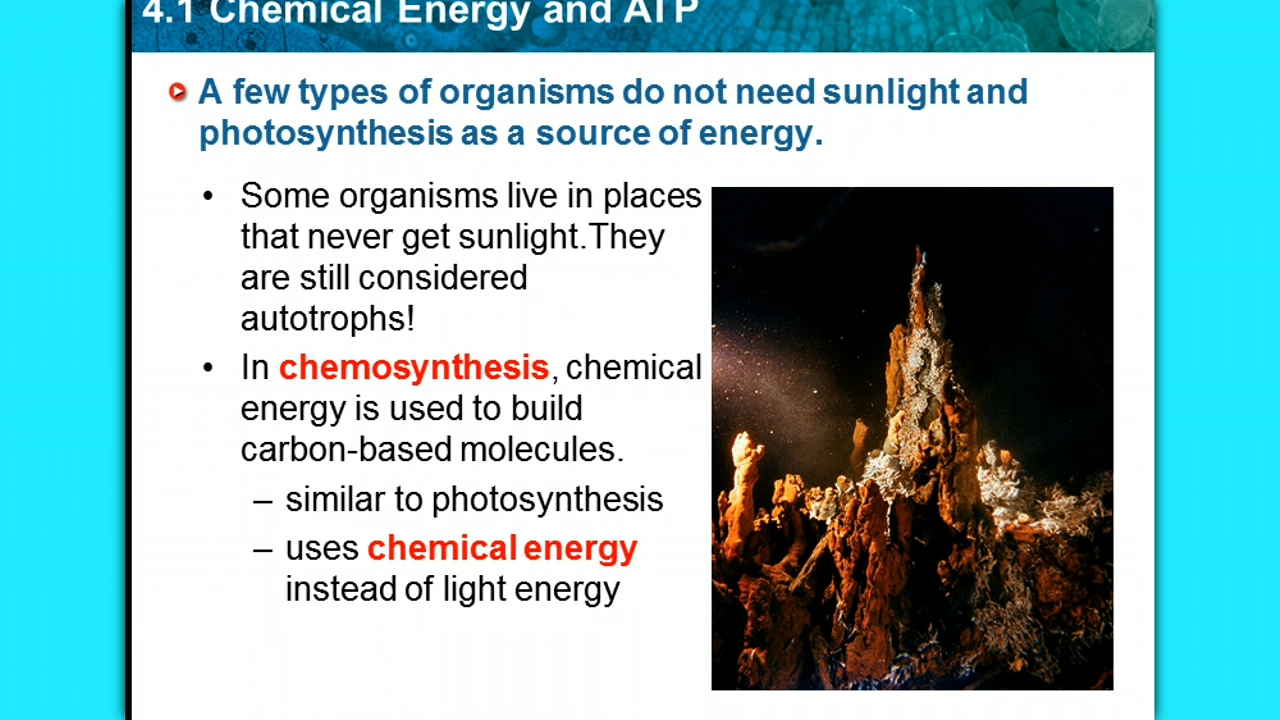 4.1 Chemical Energy and ATP
A few types of organisms do not need sunlight and
photosynthesis as a source of energy.
• Some organisms live in places
that never get sunlight.They
are still considered
autotrophs!
• In chemosynthesis, chemical
energy is used to build
carbon-based molecules.
– similar to photosynthesis
– uses chemical energy
instead of light energy